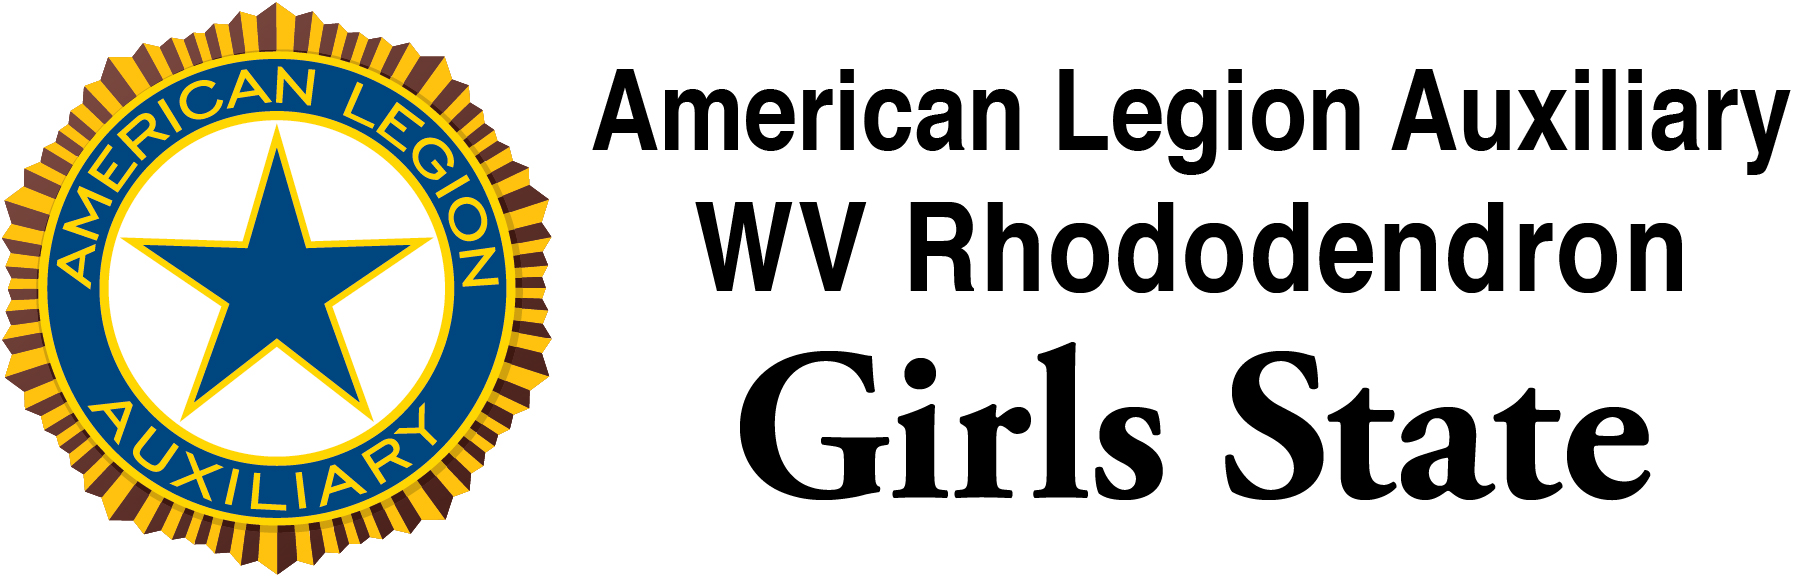 AMERICAN LEGION
AUXILIARY
American Legion Auxiliary
WV Rhododendron
Girls State